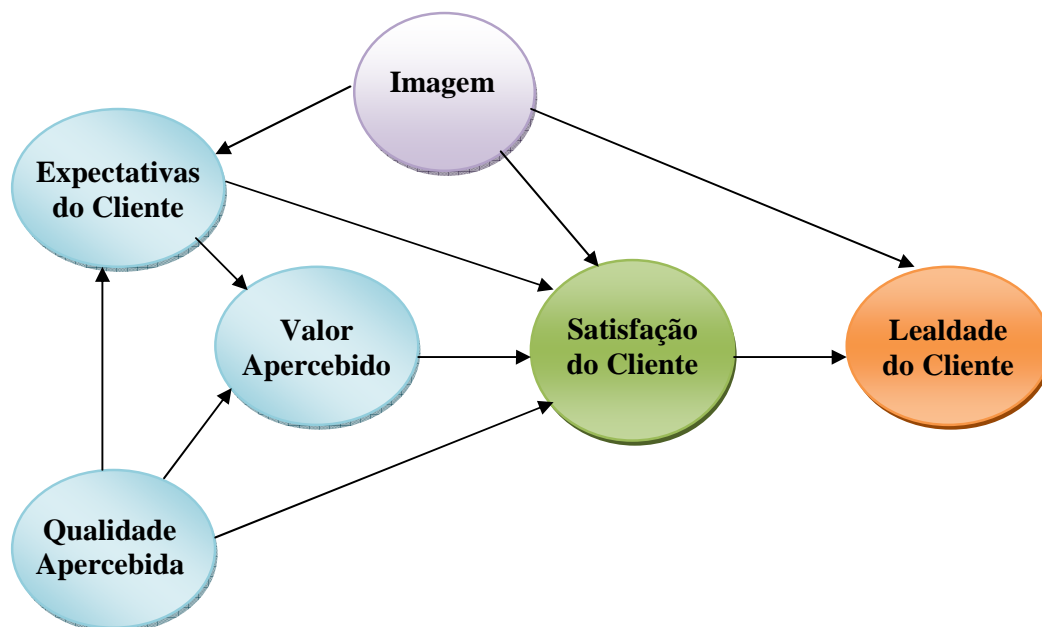 Imagem
Expectativas
do Cliente
Valor
Apercebido
Satisfação
do Cliente
Lealdade
do Cliente
Qualidade
Apercebida